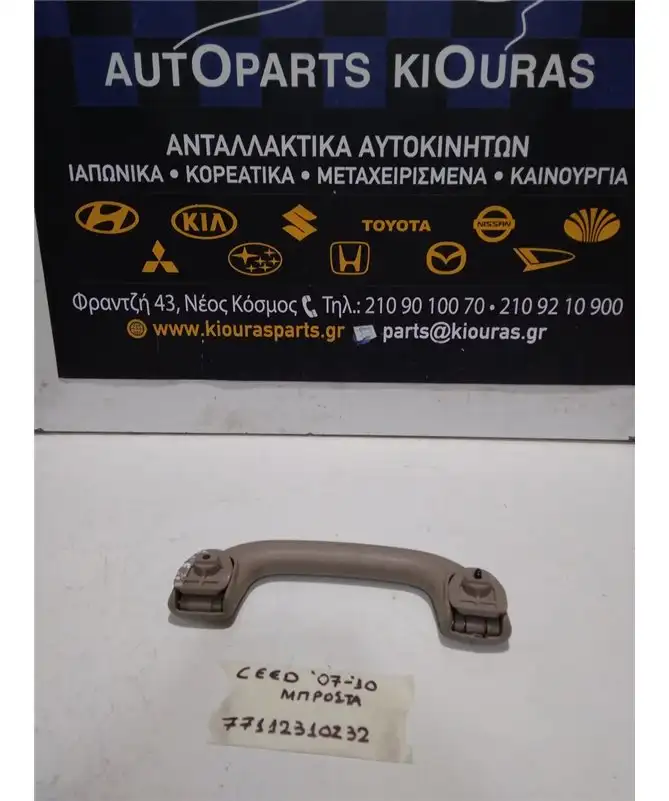 AUTOPARTS KIOURAS
ΑΝΤΑΛΛΑΚΤΙΚΑ ΑΥΤΟΚΙΝΗΤΩΝ
ΙΑΠΩΝΙΚΑ • ΚΟΡΕΑΤΙΚΑ • ΜΕΤΑΧΕΙΡΙΣΜΕΝΑ • ΚΑΙΝΟΥΡΓΙΑ
KIA TOYOTA NISSAN
Φραντζή 43, Νέος Κόσμος Τηλ.: 210 90 100 70 • 210 92 10 900
www.kiourasparts.gr parts@kiouras.gr
CEED '07-'10
ΜΠΡΟΣΤΑ
77112310232